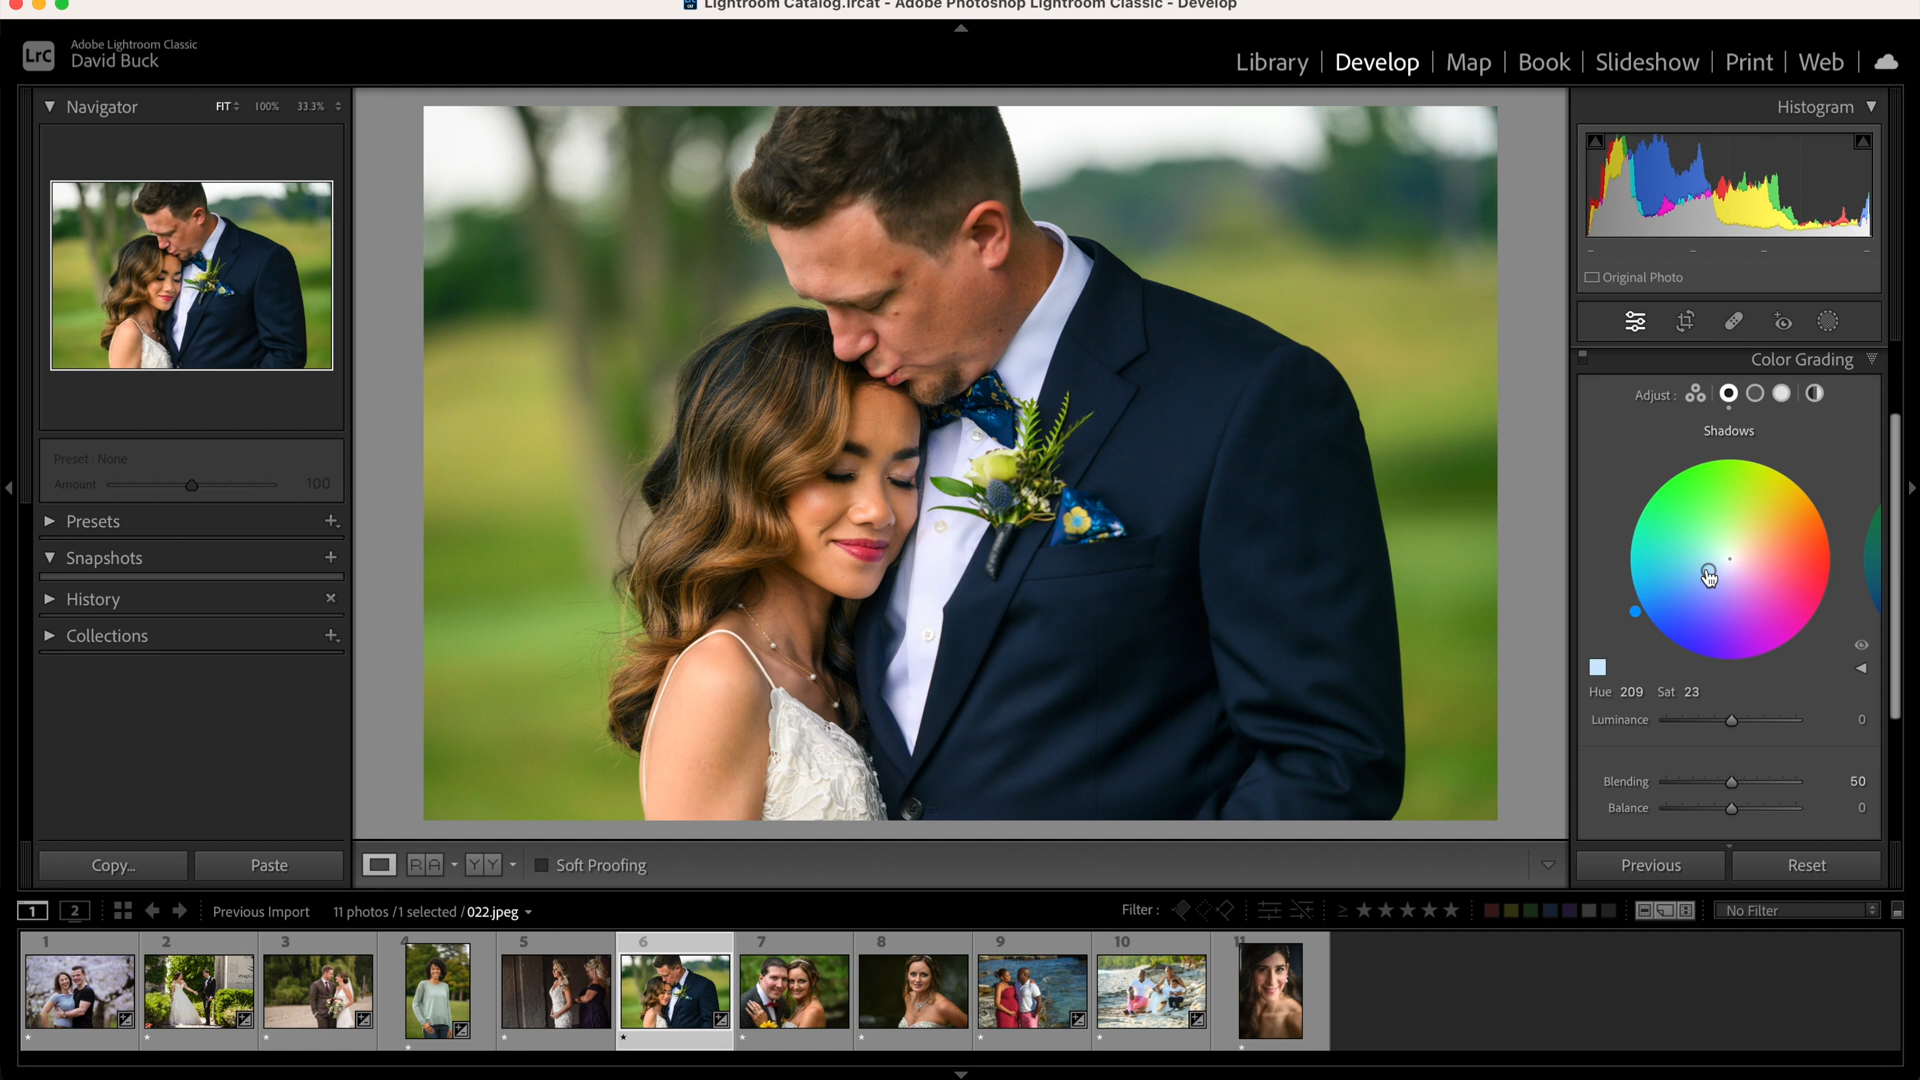 Lightroom Catalog.lrcat - Adobe Photoshop Lightroom Classic - Develop
LrC
Adobe Lightroom Classic
David Buck
Library | Develop | Map | Book | Slideshow | Print | Web
Navigator FIT 100% 33.3%
Preset : None
Amount 100
Presets
Snapshots
History
Collections
Copy... Paste
Histogram
Original Photo
Color Grading
Adjust :
Shadows
Hue 209 Sat 23
Luminance 0
Blending 50
Balance 0
Previous Reset
R A Y Y Soft Proofing
1 2 Previous Import 11 photos /1 selected /022.jpeg Filter : No Filter
1 2 3 4 5 6 7 8 9 10 11